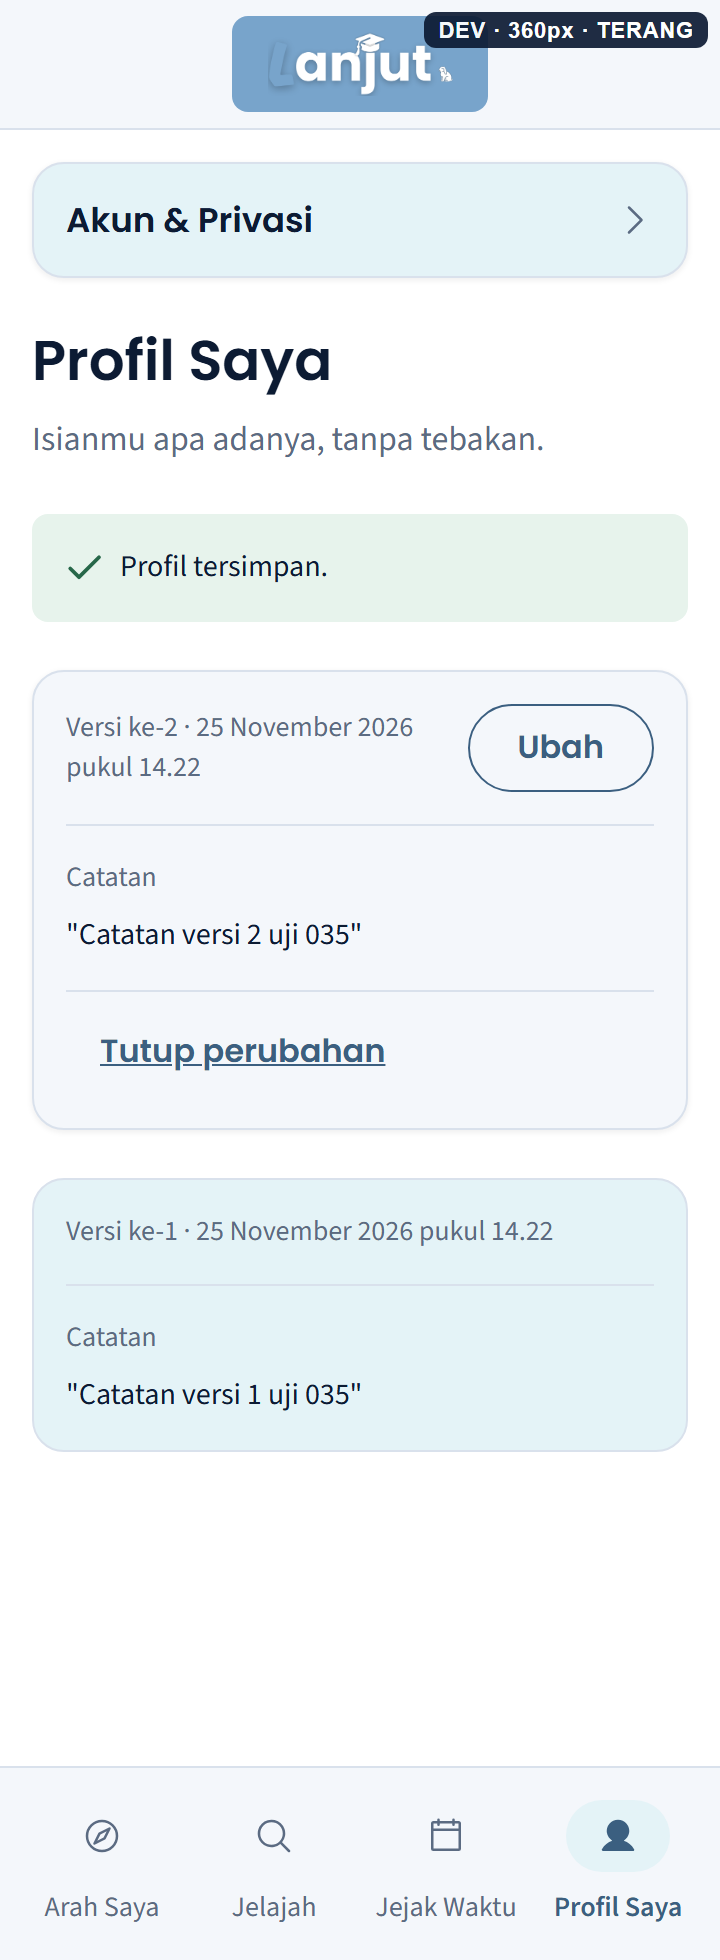 Lanjut
DEV · 360px · TERANG
Akun & Privasi
Profil Saya
Isianmu apa adanya, tanpa tebakan.
Profil tersimpan.
Versi ke-2 · 25 November 2026
pukul 14.22
Ubah
Catatan
"Catatan versi 2 uji 035"
Tutup perubahan
Versi ke-1 · 25 November 2026 pukul 14.22
Catatan
"Catatan versi 1 uji 035"
Arah Saya
Jelajah
Jejak Waktu
Profil Saya